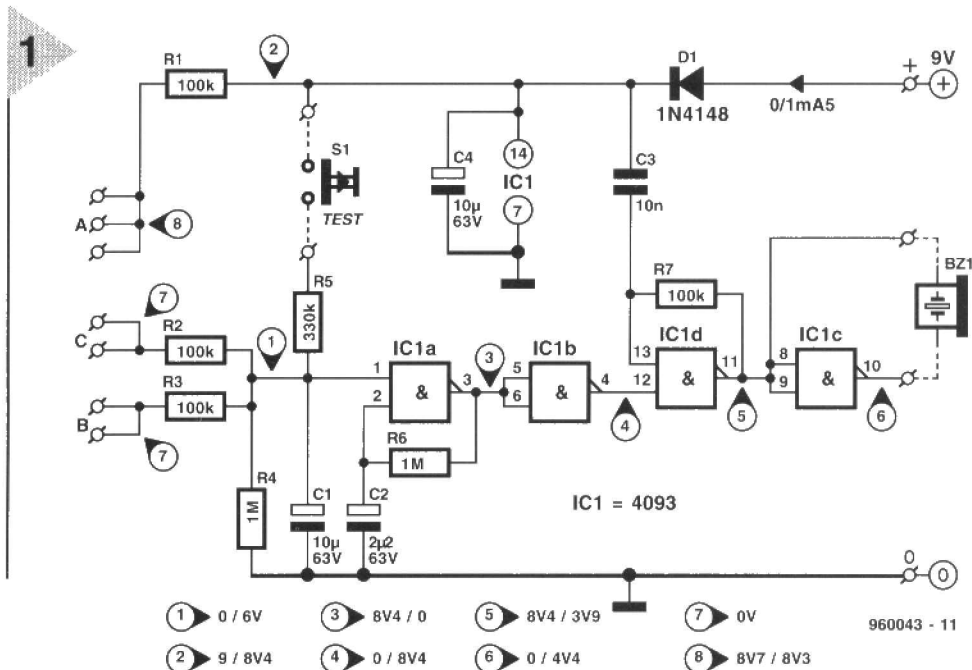 1
R1
100k
2
D1
1N4148
0/1mA5
+
9V
+
S1
TEST
C4
10µ
63V
14
IC1
7
C3
10n
A
8
R5
330k
R7
100k
BZ1
7
C
R2
100k
1
IC1a
3
IC1b
13
IC1d
11
IC1c
8
10
1
&
3
5
&
4
12
&
9
&
2
6
R3
100k
B
7
R6
1M
4
5
6
R4
1M
C1
10µ
63V
C2
2µ2
63V
IC1 = 4093
0
0
1 0 / 6V
3 8V4 / 0
5 8V4 / 3V9
7 0V
960043 - 11
2 9 / 8V4
4 0 / 8V4
6 0 / 4V4
8 8V7 / 8V3